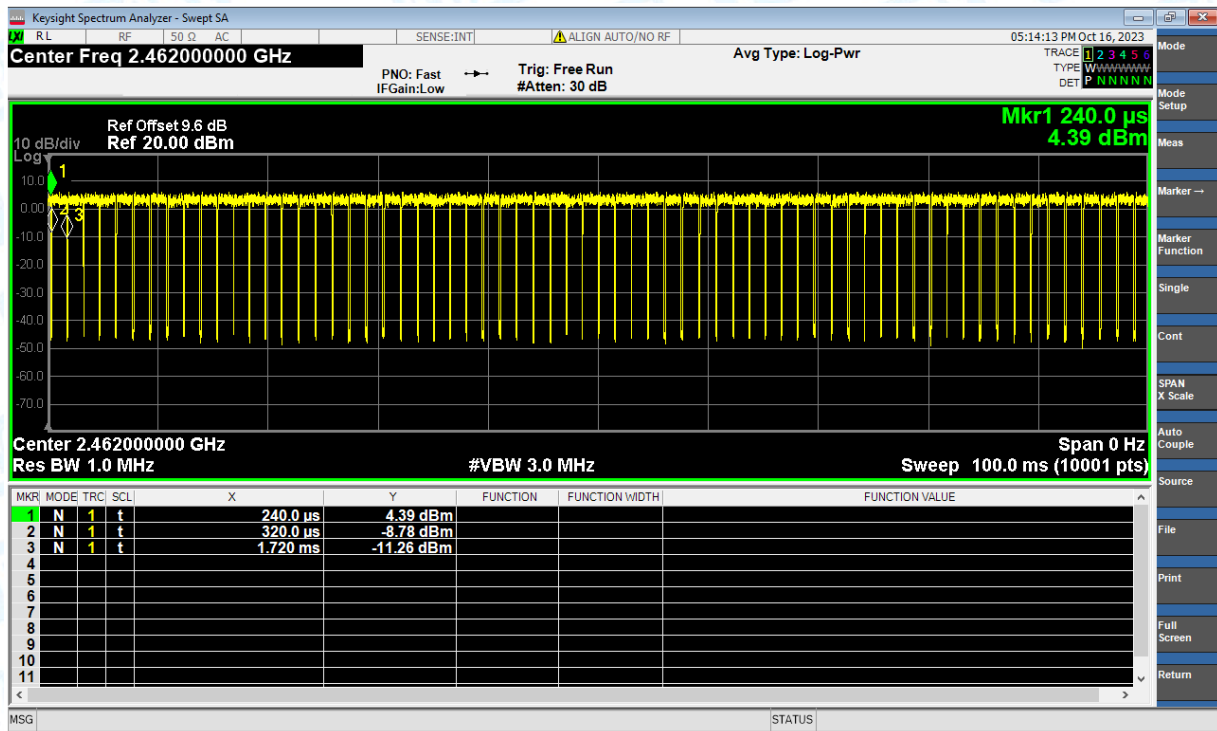 Keysight Spectrum Analyzer - Swept SA
LXI RL RF 50 Ω AC SENSE:INT ALIGN AUTO/NO RF 05:14:13 PM Oct 16, 2023
Center Freq 2.462000000 GHz
PNO: Fast
IFGain:Low
Trig: Free Run
#Atten: 30 dB
Avg Type: Log-Pwr
TRACE 1 2 3 4 5 6
TYPE WWWWWW
DET P N N N N N
Mkr1 240.0 µs
4.39 dBm
Ref Offset 9.6 dB
10 dB/div Ref 20.00 dBm
Log
10.0
0.00
-10.0
-20.0
-30.0
-40.0
-50.0
-60.0
-70.0
1
2 3
Center 2.462000000 GHz Span 0 Hz
Res BW 1.0 MHz #VBW 3.0 MHz Sweep 100.0 ms (10001 pts)
MKR MODE TRC SCL X Y FUNCTION FUNCTION WIDTH FUNCTION VALUE
1 N 1 t 240.0 µs 4.39 dBm
2 N 1 t 320.0 µs -8.78 dBm
3 N 1 t 1.720 ms -11.26 dBm
4
5
6
7
8
9
10
11
MSG STATUS
Mode
Mode
Setup
Meas
Marker →
Marker
Function
Single
Cont
SPAN
X Scale
Auto
Couple
Source
File
Print
Full
Screen
Return